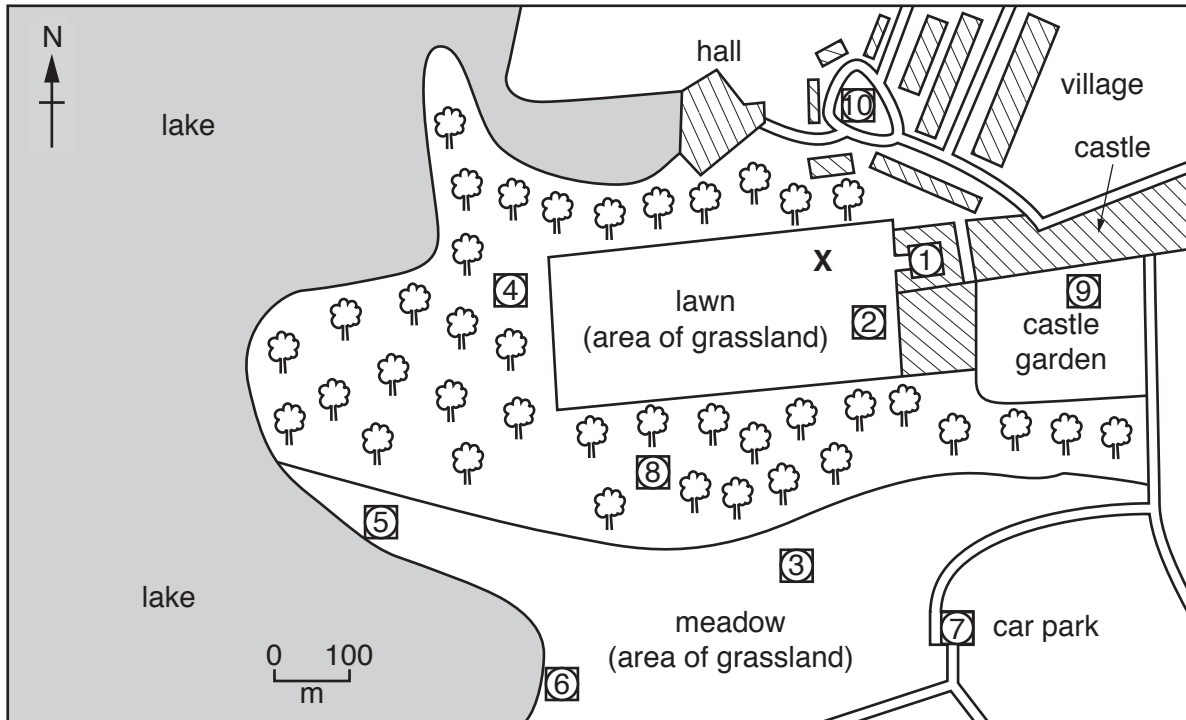 N
hall
10
village
lake
castle
X
1
4
9
lawn
(area of grassland)
2
castle
garden
8
5
3
lake
meadow
(area of grassland)
7
car park
0 100
m
6